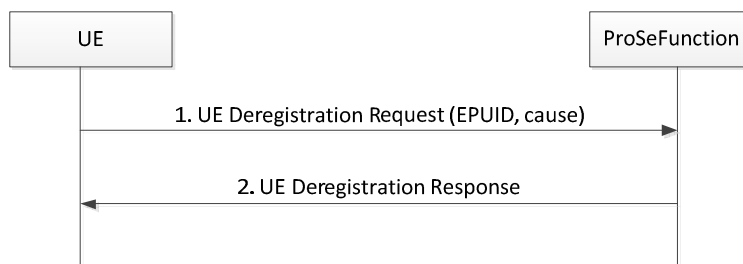 UE
ProSeFunction
1. UE Deregistration Request (EPUID, cause)
2. UE Deregistration Response